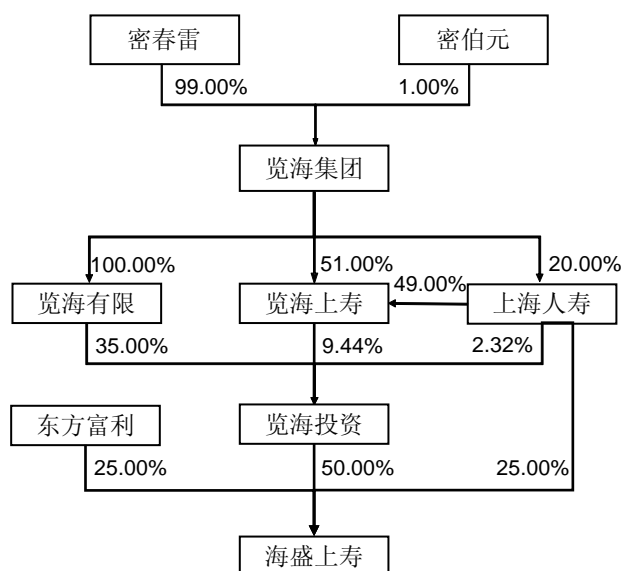 密春雷 密伯元
99.00% 1.00%
览海集团
100.00% 51.00% 20.00%
49.00%
览海有限 览海上寿 上海人寿
35.00% 9.44% 2.32%
东方富利 览海投资
25.00% 50.00% 25.00%
海盛上寿